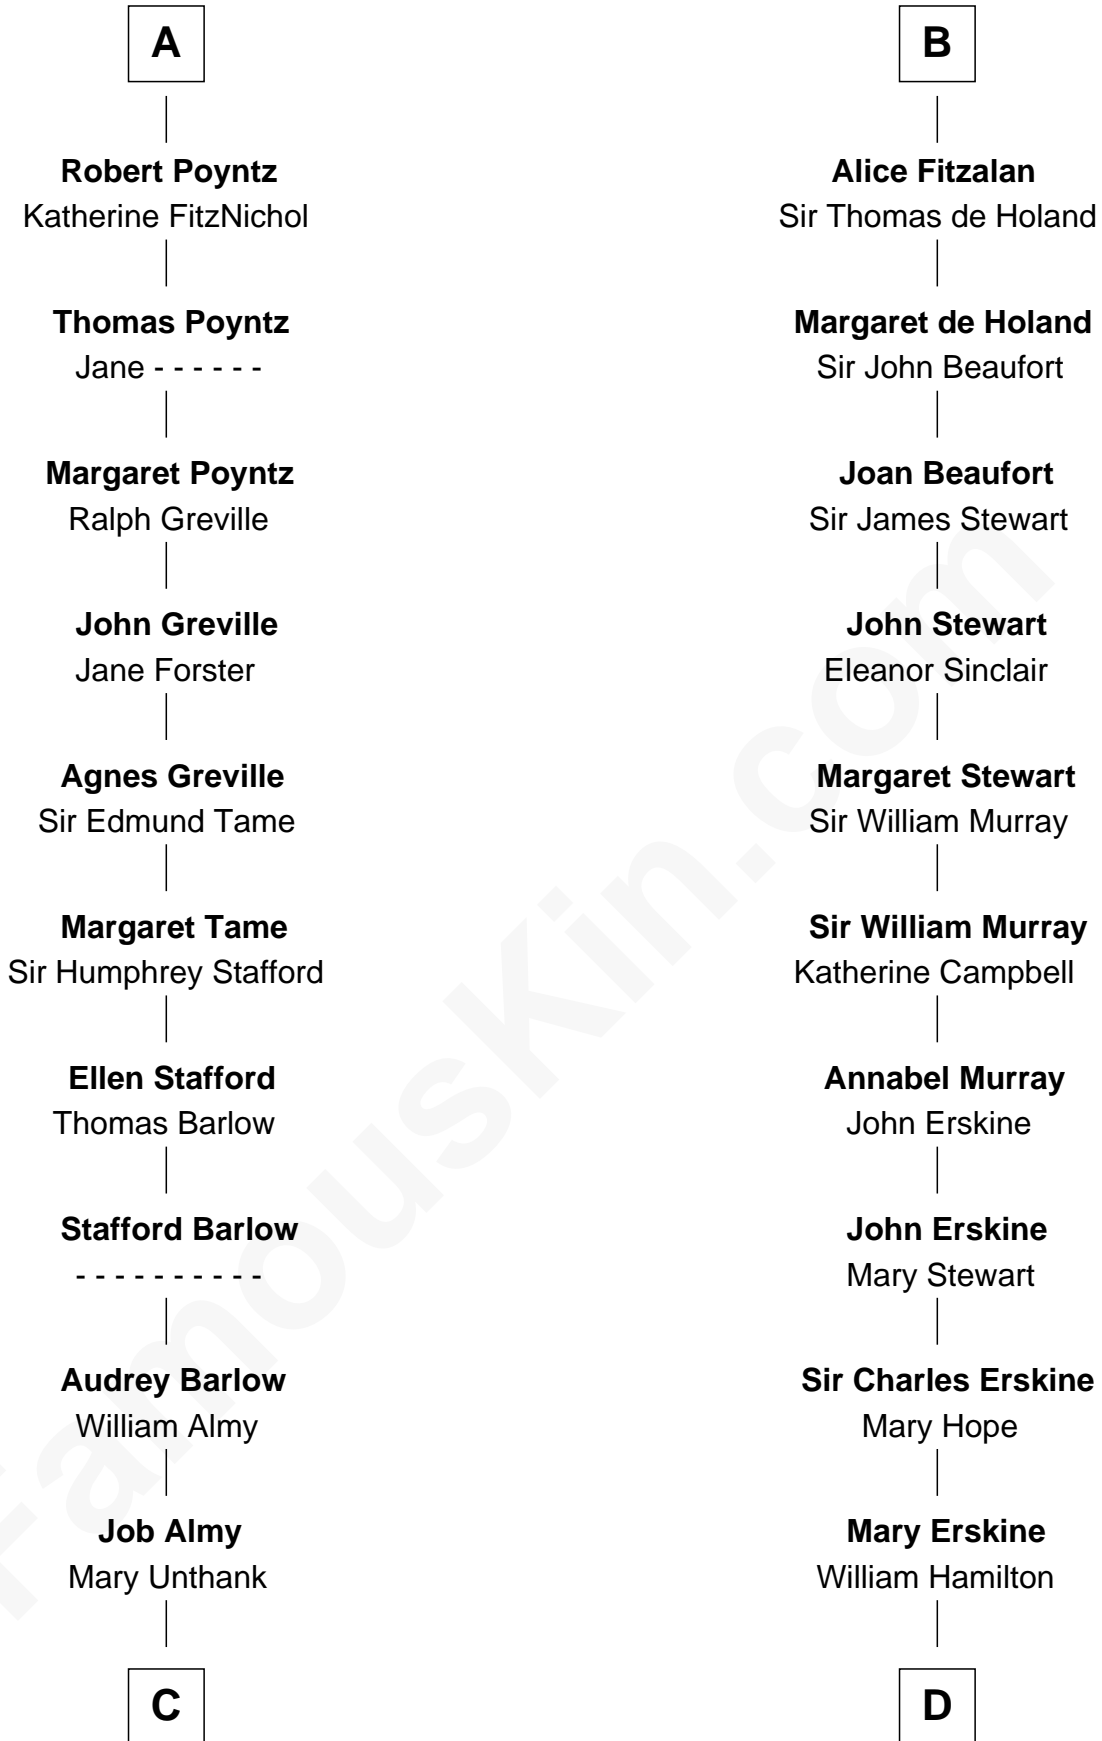 A
Robert Poyntz
Katherine FitzNichol
Thomas Poyntz
Jane - - - - - -
Margaret Poyntz
Ralph Greville
John Greville
Jane Forster
Agnes Greville
Sir Edmund Tame
Margaret Tame
Sir Humphrey Stafford
Ellen Stafford
Thomas Barlow
Stafford Barlow
- - - - - - - - - -
Audrey Barlow
William Almy
Job Almy
Mary Unthank
C
B
Alice Fitzalan
Sir Thomas de Holand
Margaret de Holand
Sir John Beaufort
Joan Beaufort
Sir James Stewart
John Stewart
Eleanor Sinclair
Margaret Stewart
Sir William Murray
Sir William Murray
Katherine Campbell
Annabel Murray
John Erskine
John Erskine
Mary Stewart
Sir Charles Erskine
Mary Hope
Mary Erskine
William Hamilton
D
FamousKin.com